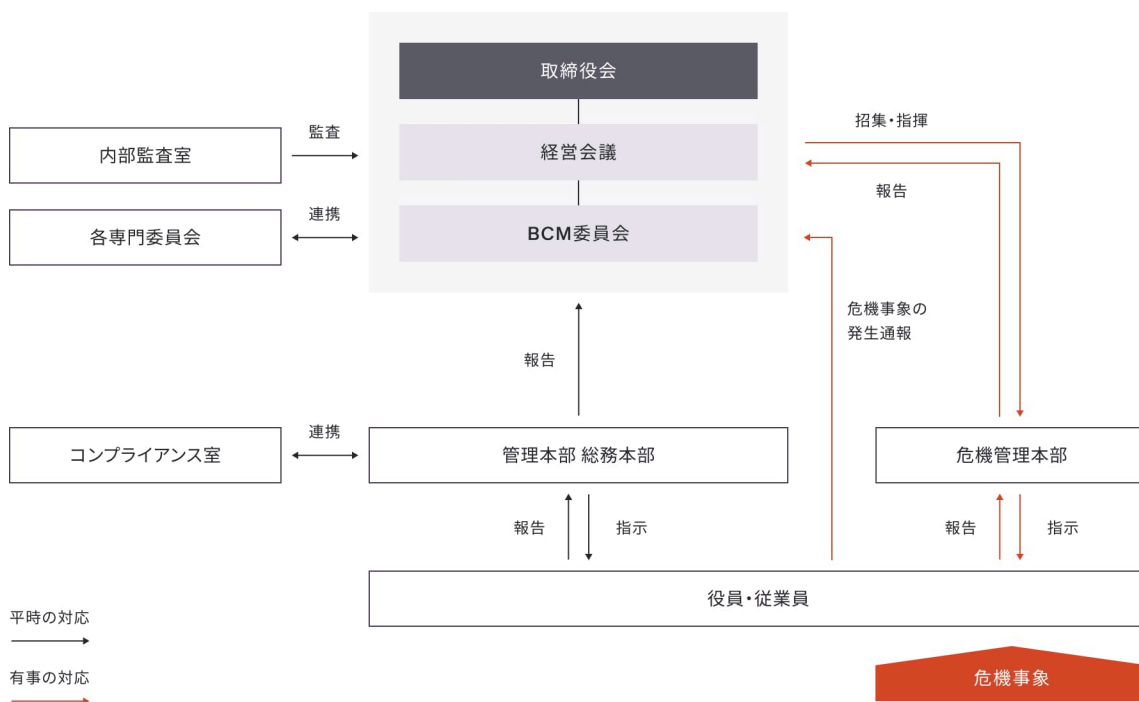 取締役会
招集・指揮
監査
内部監査室
経営会議
報告
連携
各専門委員会
BCM委員会
危機事象の
発生通報
報告
連携
コンプライアンス室
管理本部 総務本部
危機管理本部
報告
指示
報告
指示
役員・従業員
平時の対応
有事の対応
危機事象